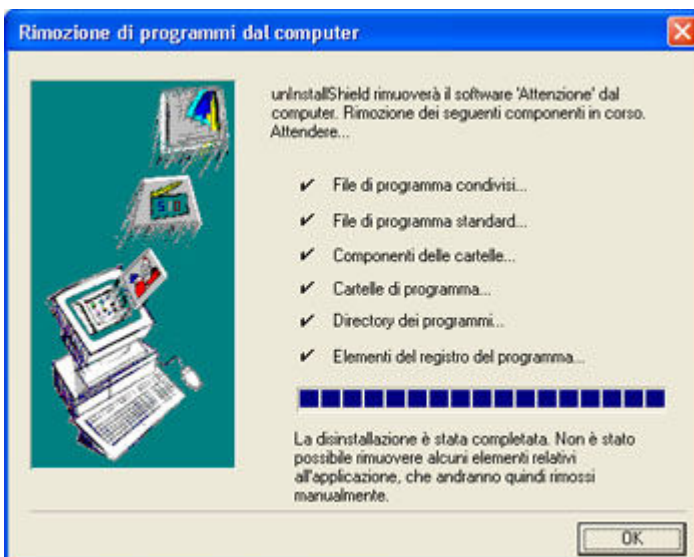 Rimozione di programmi dal computer
unInstallShield rimuoverà il software 'Attenzione' dal
computer. Rimozione dei seguenti componenti in corso.
Attendere...
✔ File di programma condivisi...
✔ File di programma standard...
✔ Componenti delle cartelle...
✔ Cartelle di programma...
✔ Directory dei programmi...
✔ Elementi del registro del programma...
La disinstallazione è stata completata. Non è stato
possibile rimuovere alcuni elementi relativi
all'applicazione, che andranno quindi rimossi
manualmente.
OK